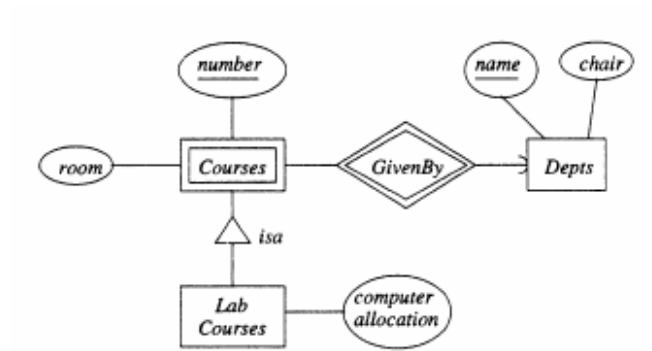 number
name
chair
room
Courses
GivenBy
Depts
isa
Lab
Courses
computer
allocation